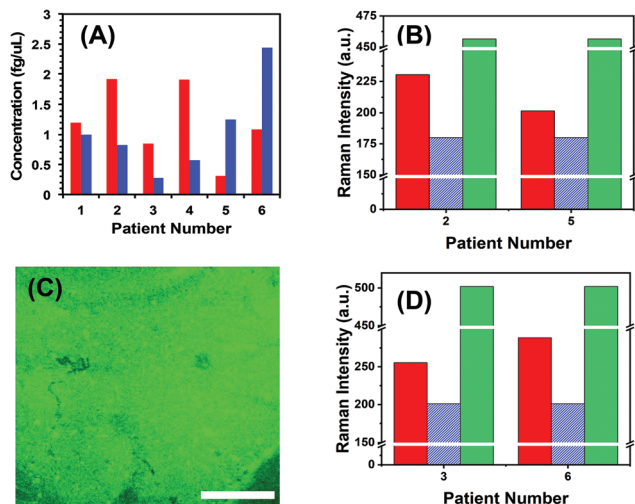 (A)
Concentration (fg/uL)
3
2.5
2
1.5
1
0.5
0
1 2 3 4 5 6
Patient Number
(B)
Raman Intensity (a.u.)
475
450
225
200
175
150
0
2 5
Patient Number
(C)
(D)
Raman Intensity (a.u.)
500
450
250
200
150
0
3 6
Patient Number